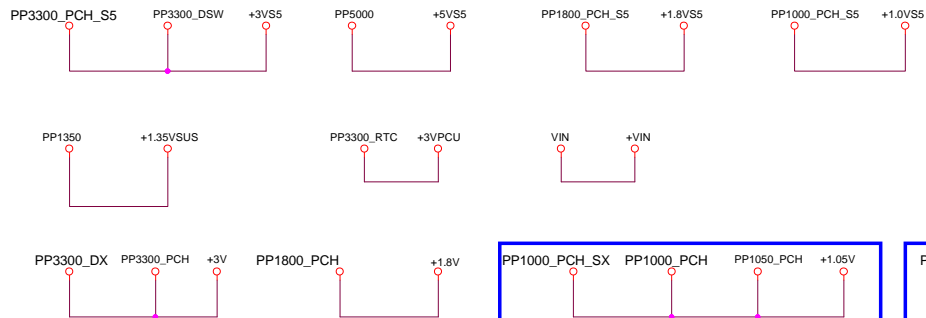 PP3300_PCH_S5 PP3300_DSW +3VS5 PP5000 +5VS5 PP1800_PCH_S5 +1.8VS5 PP1000_PCH_S5 +1.0VS5
PP1350 +1.35VSUS PP3300_RTC +3VPCU VIN +VIN
PP3300_DX PP3300_PCH +3V PP1800_PCH +1.8V PP1000_PCH_SX PP1000_PCH PP1050_PCH +1.05V